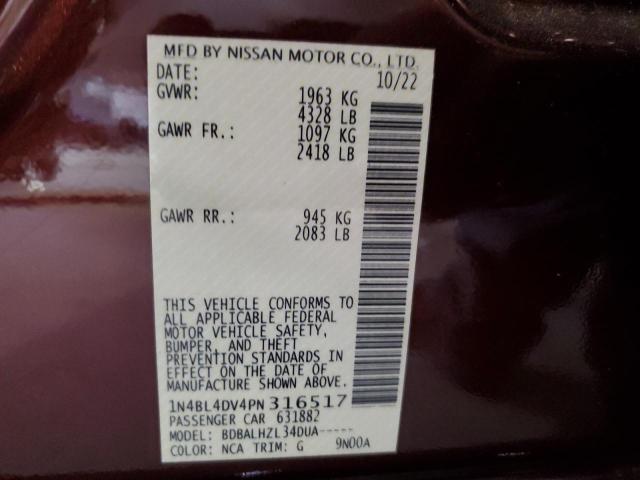 MFD BY NISSAN MOTOR CO., LTD.
DATE: 10/22
GVWR: 1963 KG
4328 LB
GAWR FR.: 1097 KG
2418 LB
GAWR RR.: 945 KG
2083 LB
THIS VEHICLE CONFORMS TO
ALL APPLICABLE FEDERAL
MOTOR VEHICLE SAFETY,
BUMPER, AND THEFT
PREVENTION STANDARDS IN
EFFECT ON THE DATE OF
MANUFACTURE SHOWN ABOVE.
1N4BL4DV4PN316517
PASSENGER CAR 631882
MODEL: BDBALHZL34DUA-----
COLOR: NCA TRIM: G 9N00A